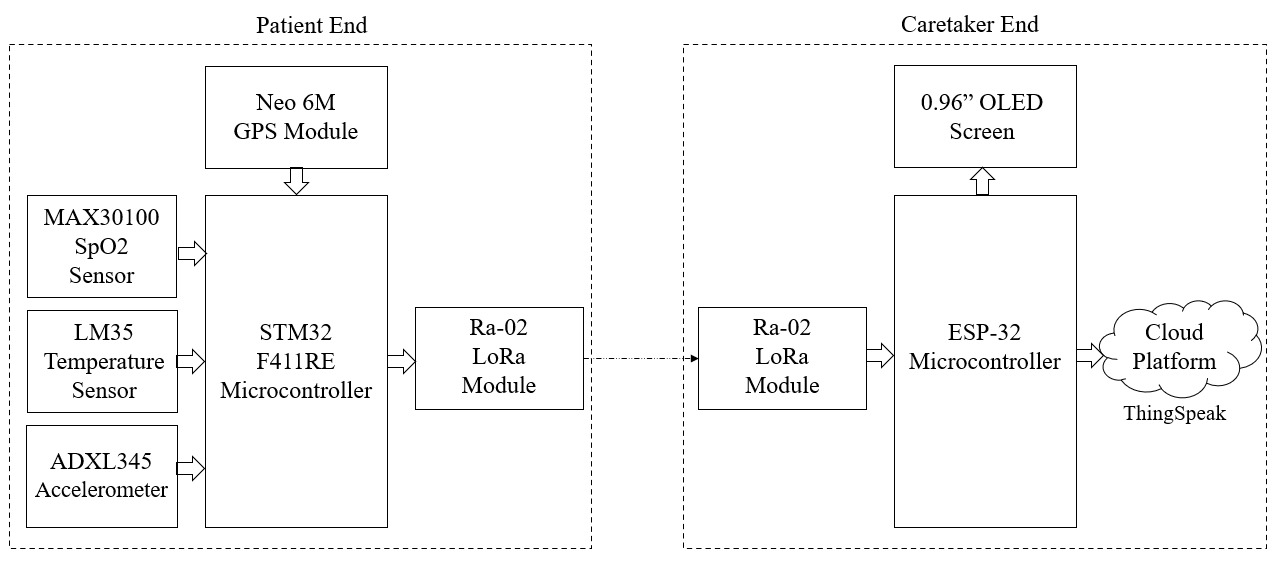 Patient End
Neo 6M
GPS Module
MAX30100
SpO2
Sensor
LM35
Temperature
Sensor
ADXL345
Accelerometer
STM32
F411RE
Microcontroller
Ra-02
LoRa
Module
Caretaker End
0.96” OLED
Screen
Ra-02
LoRa
Module
ESP-32
Microcontroller
Cloud
Platform
ThingSpeak